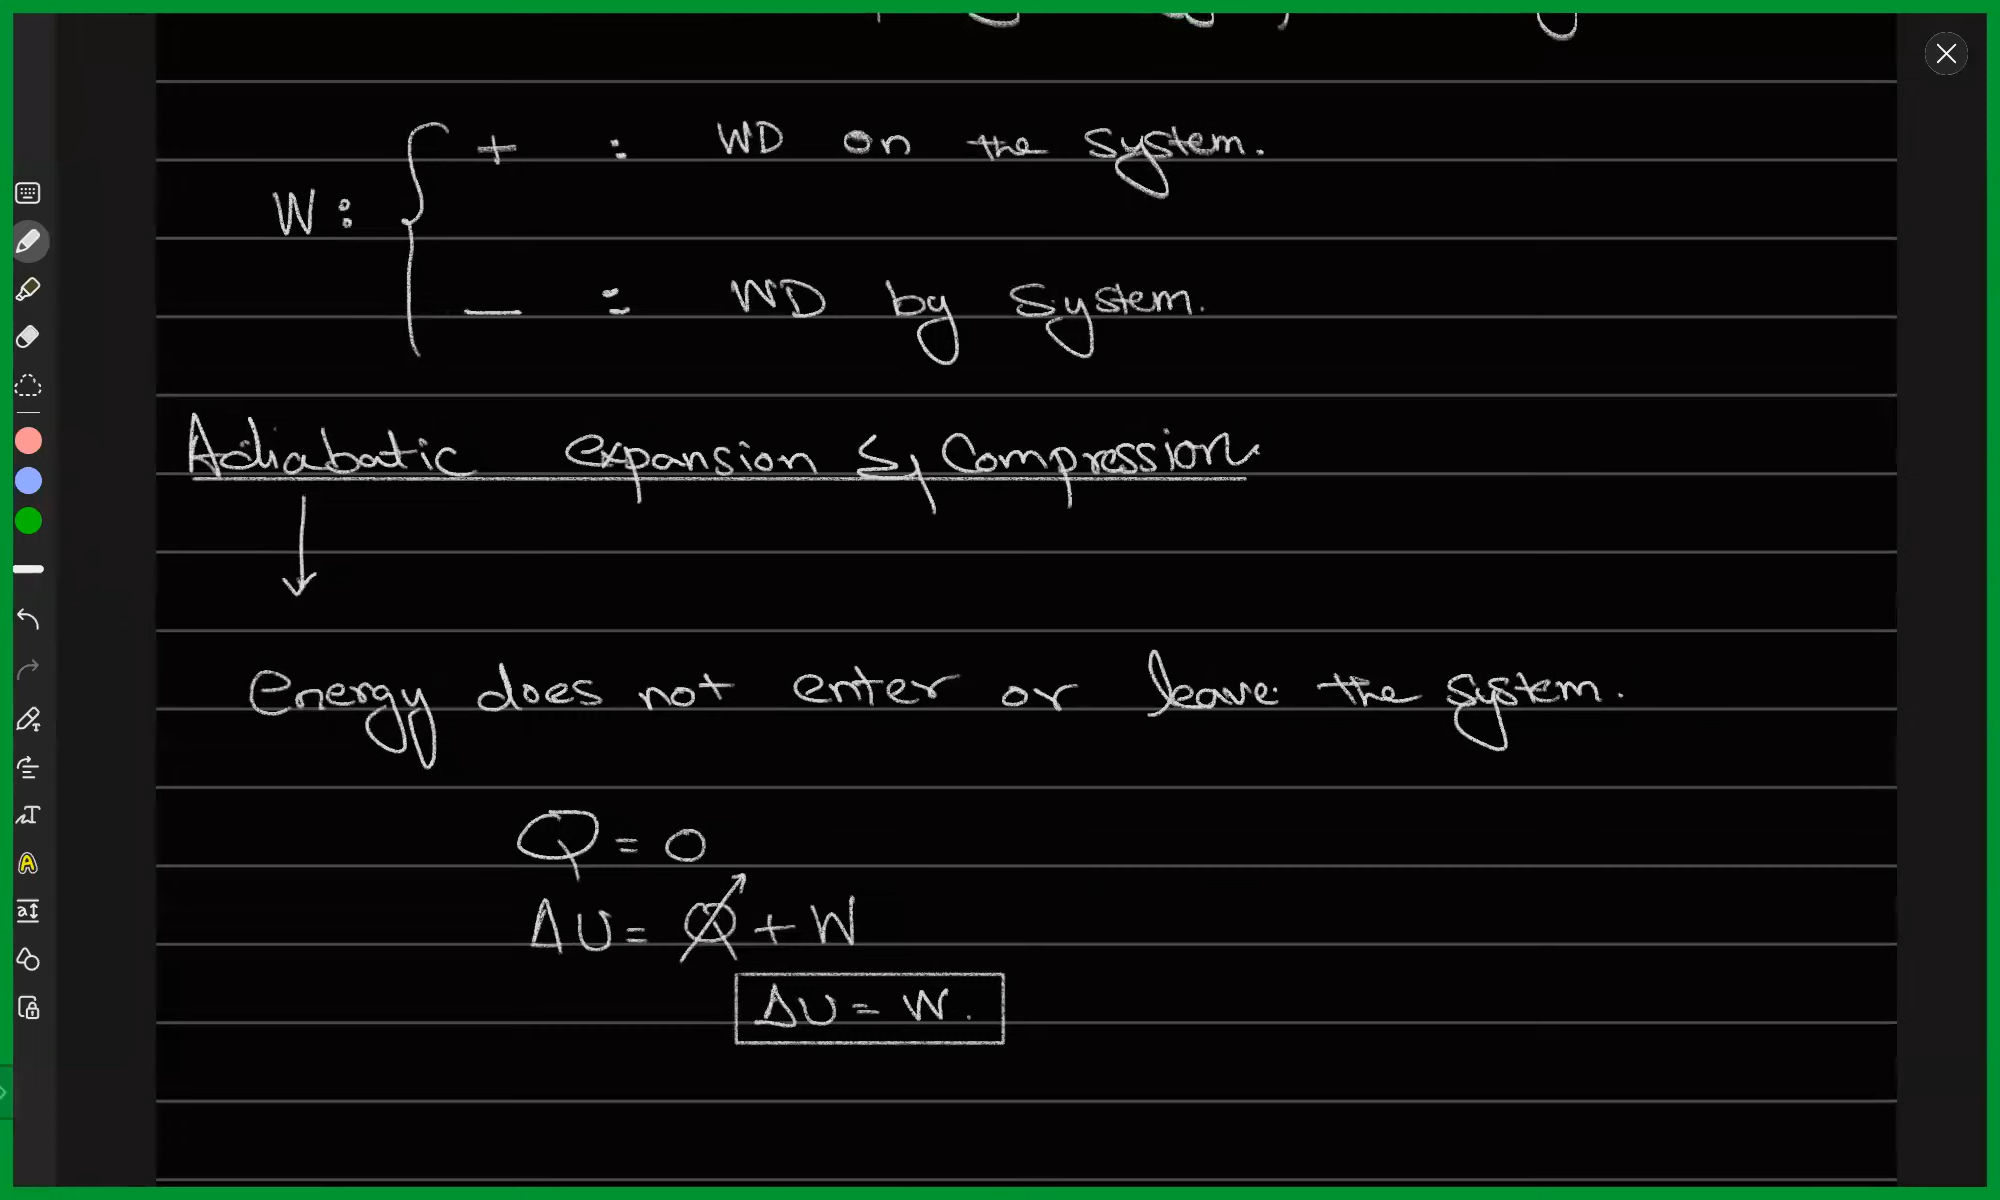 + : WD on the system.
W:
— : WD by system.
Adiabatic expansion & Compression
Energy does not enter or leave the system.
Q = 0
ΔU = Q + W
ΔU = W.